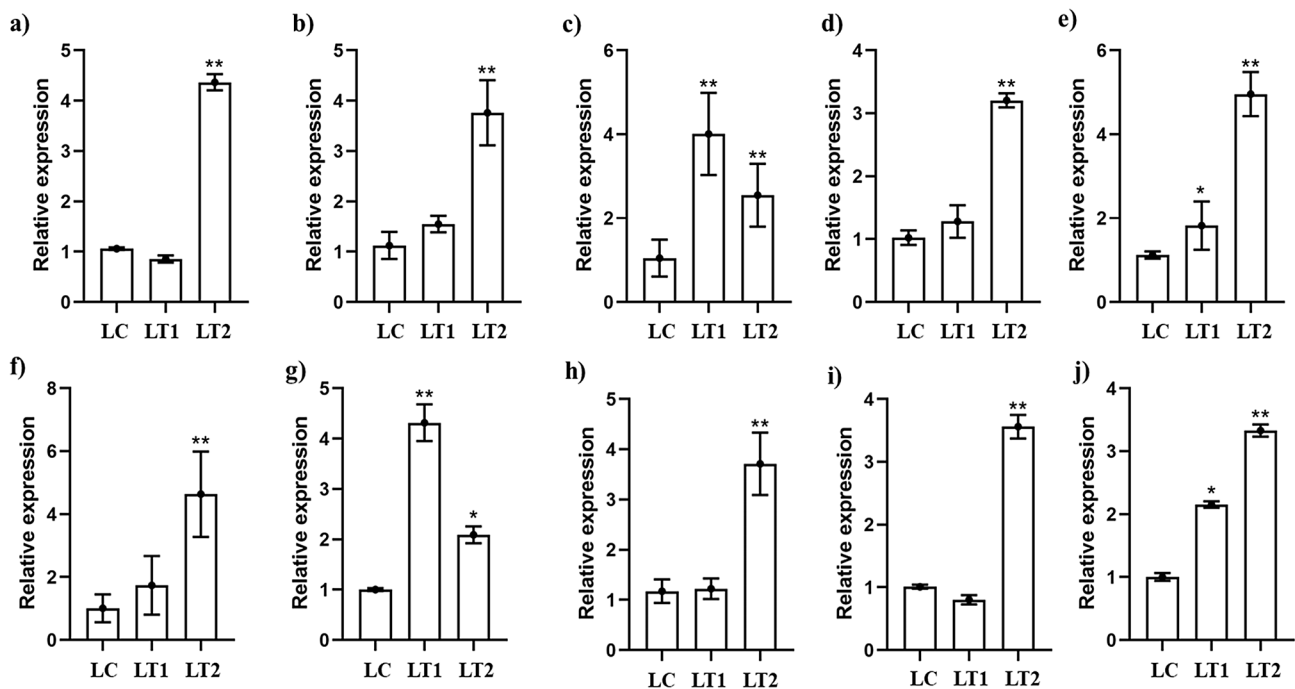 a)
Relative expression
5
4
3
2
1
0
**
LC LT1 LT2
b)
Relative expression
5
4
3
2
1
0
**
LC LT1 LT2
c)
Relative expression
6
4
2
0
**
**
LC LT1 LT2
d)
Relative expression
4
3
2
1
0
**
LC LT1 LT2
e)
Relative expression
6
4
2
0
*
**
LC LT1 LT2
f)
Relative expression
8
6
4
2
0
**
LC LT1 LT2
g)
Relative expression
5
4
3
2
1
0
**
*
LC LT1 LT2
h)
Relative expression
5
4
3
2
1
0
**
LC LT1 LT2
i)
Relative expression
4
3
2
1
0
**
LC LT1 LT2
j)
Relative expression
4
3
2
1
0
*
**
LC LT1 LT2